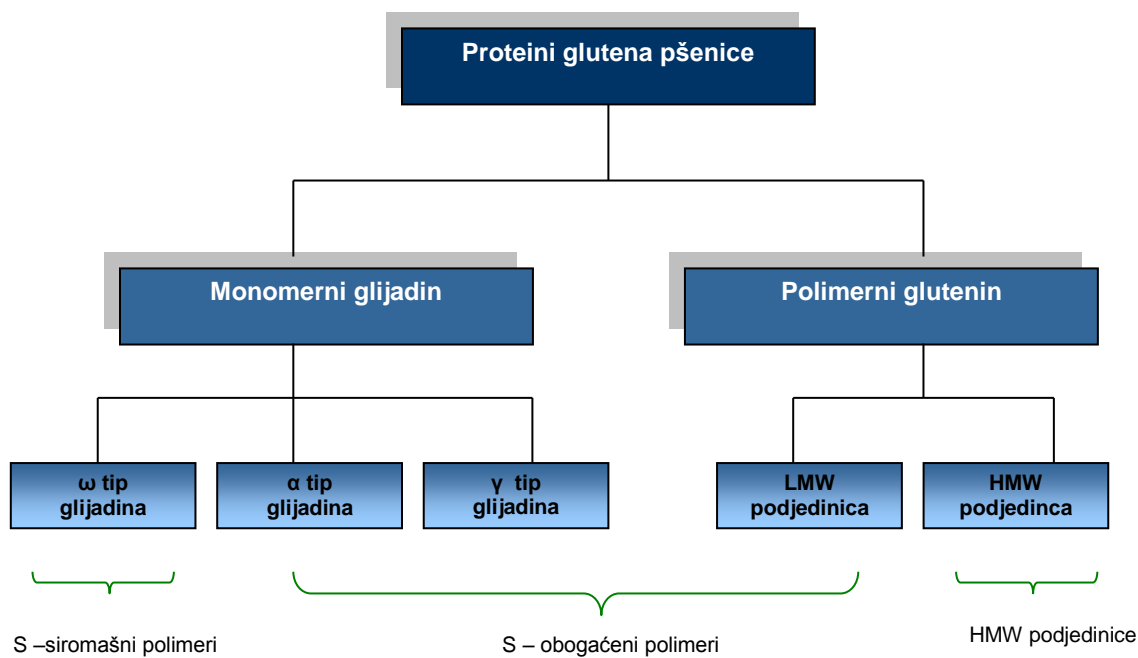 Proteini glutena pšenice
Monomerni glijadin
Polimerni glutenin
ω tip
glijadina
α tip
glijadina
γ tip
glijadina
LMW
podjedinica
HMW
podjedinca
S –siromašni polimeri
S – obogaćeni polimeri
HMW podjedinice